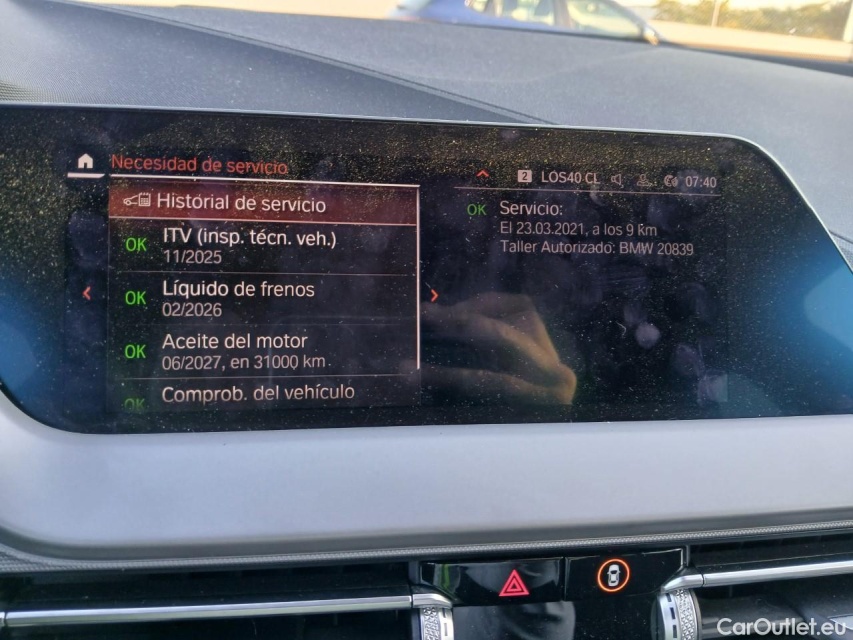 Necesidad de servicio
2 LOS40 CL 07:40
Historial de servicio
OK ITV (insp. técn. veh.)
11/2025
OK Líquido de frenos
02/2026
OK Aceite del motor
06/2027, en 31000 km
OK Comprob. del vehículo
OK Servicio:
El 23.03.2021, a los 9 km
Taller Autorizado: BMW 20839
CarOutlet.eu